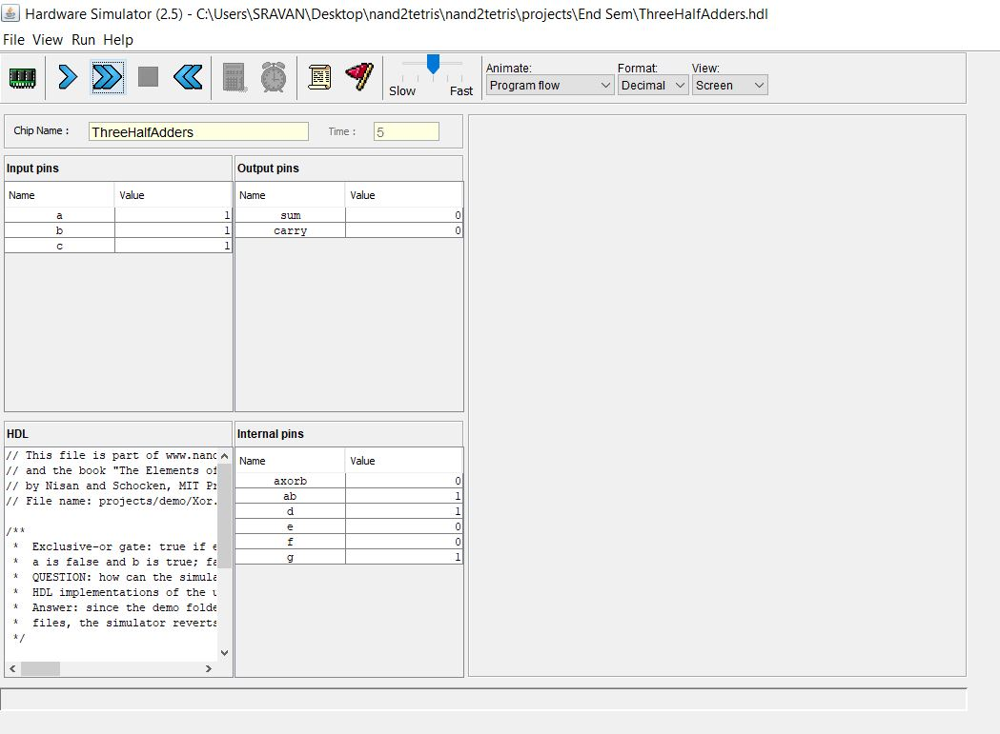 Hardware Simulator (2.5) - C:\Users\SRAVAN\Desktop\nand2tetris\nand2tetris\projects\End Sem\ThreeHalfAdders.hdl
File View Run Help
Slow Fast
Animate: Format: View:
Program flow Decimal Screen
Chip Name : ThreeHalfAdders Time : 5
Input pins
Name Value
a 1
b 1
c 1
Output pins
Name Value
sum 0
carry 0
HDL
// This file is part of www.nand
// and the book "The Elements of
// by Nisan and Schocken, MIT Pr
// File name: projects/demo/Xor.
/**
* Exclusive-or gate: true if e
* a is false and b is true; fa
* QUESTION: how can the simula
* HDL implementations of the u
* Answer: since the demo folde
* files, the simulator reverts
*/
Internal pins
Name Value
axorb 0
ab 1
d 1
e 0
f 0
g 1